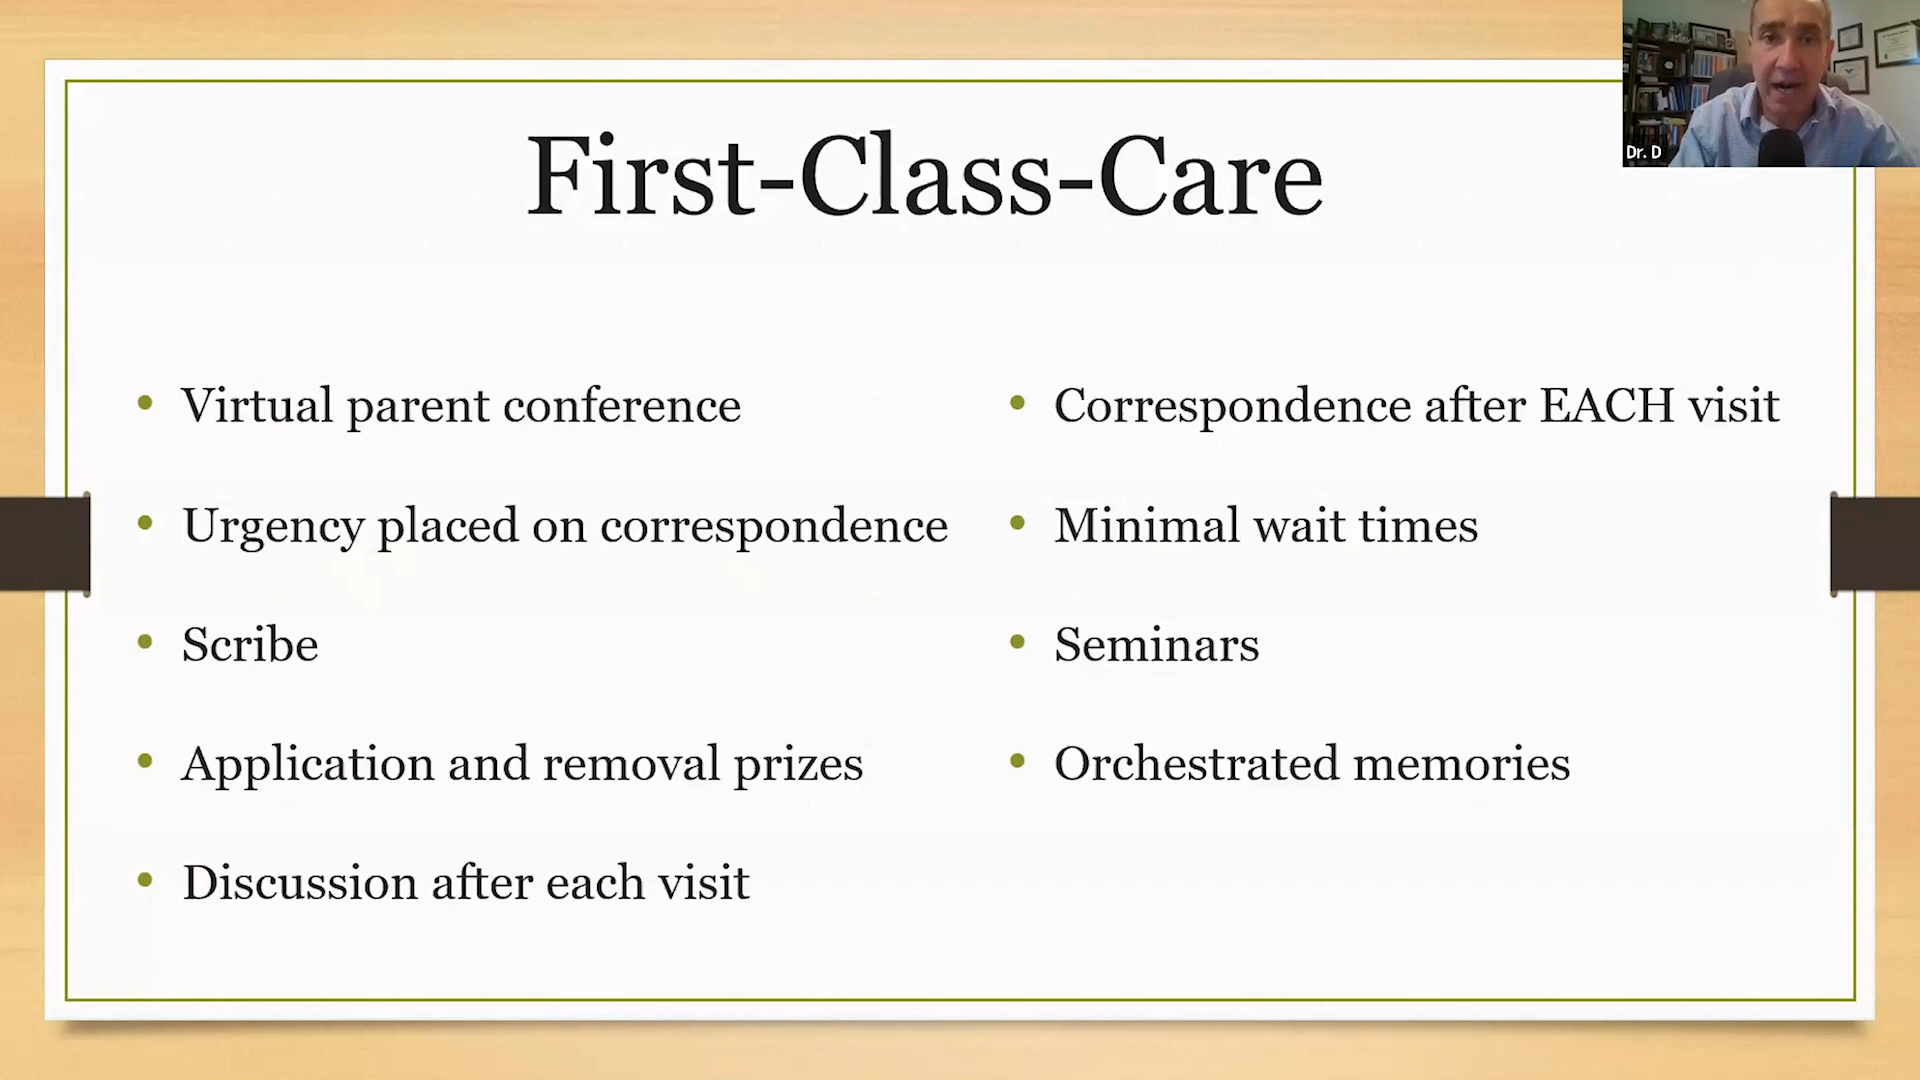 First-Class-Care
Dr. D
Virtual parent conference
Urgency placed on correspondence
Scribe
Application and removal prizes
Discussion after each visit
Correspondence after EACH visit
Minimal wait times
Seminars
Orchestrated memories